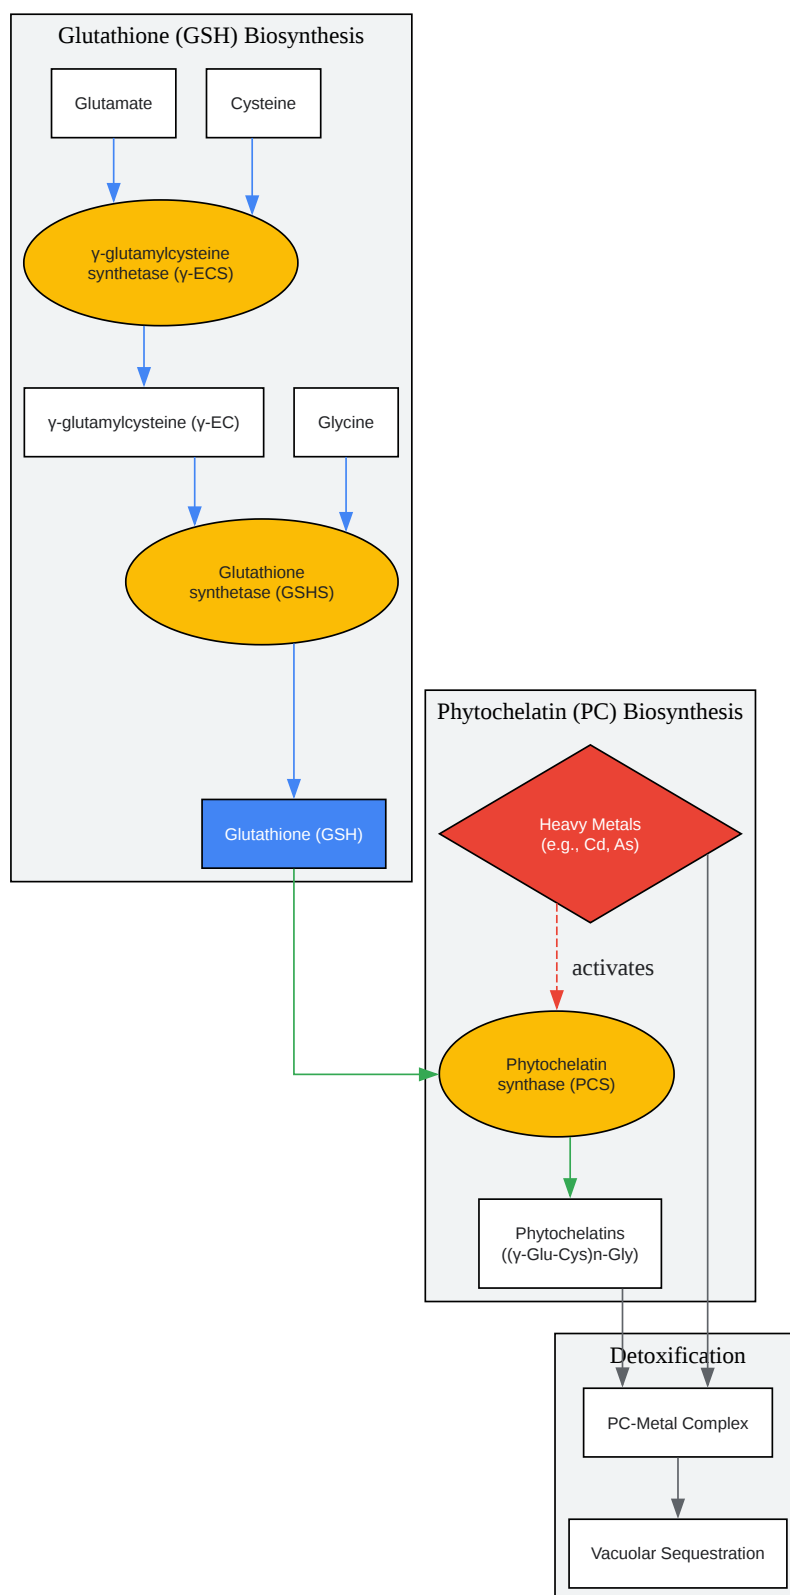 Glutathione (GSH) Biosynthesis
Glutamate
Cysteine
γ-glutamylcysteine
synthetase (γ-ECS)
γ-glutamylcysteine (γ-EC)
Glycine
Glutathione
synthetase (GSHS)
Glutathione (GSH)
Phytochelatin (PC) Biosynthesis
Heavy Metals
(e.g., Cd, As)
activates
Phytochelatin
synthase (PCS)
Phytochelatins
((γ-Glu-Cys)n-Gly)
Detoxification
PC-Metal Complex
Vacuolar Sequestration